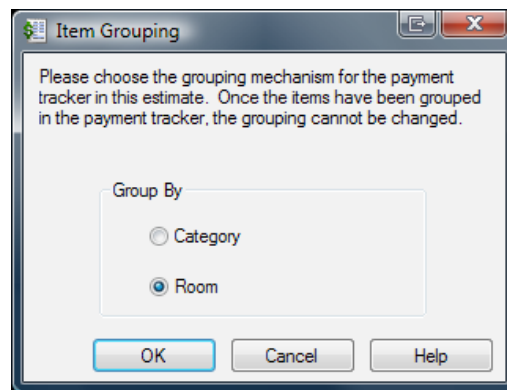 Item Grouping
Please choose the grouping mechanism for the payment
tracker in this estimate. Once the items have been grouped
in the payment tracker, the grouping cannot be changed.
Group By
Category
Room
OK Cancel Help